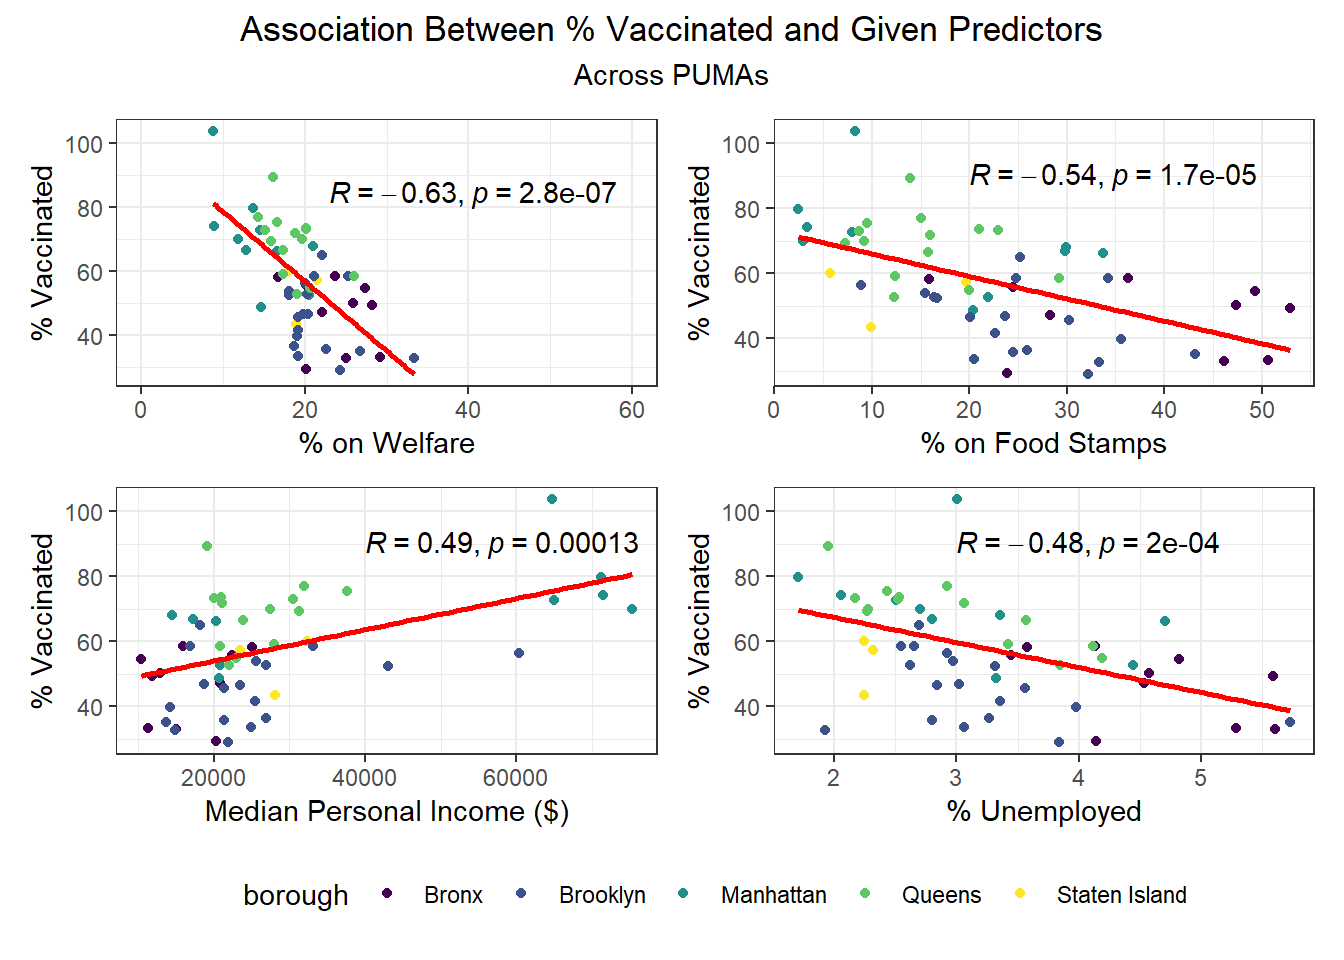 Association Between % Vaccinated and Given Predictors
Across PUMAs
% Vaccinated
100
80
60
40
R = −0.63, p = 2.8e-07
0 20 40 60
% on Welfare
% Vaccinated
100
80
60
40
R = −0.54, p = 1.7e-05
0 10 20 30 40 50
% on Food Stamps
% Vaccinated
100
80
60
40
R = 0.49, p = 0.00013
20000 40000 60000
Median Personal Income ($)
% Vaccinated
100
80
60
40
R = −0.48, p = 2e-04
2 3 4 5
% Unemployed
borough Bronx Brooklyn Manhattan Queens Staten Island